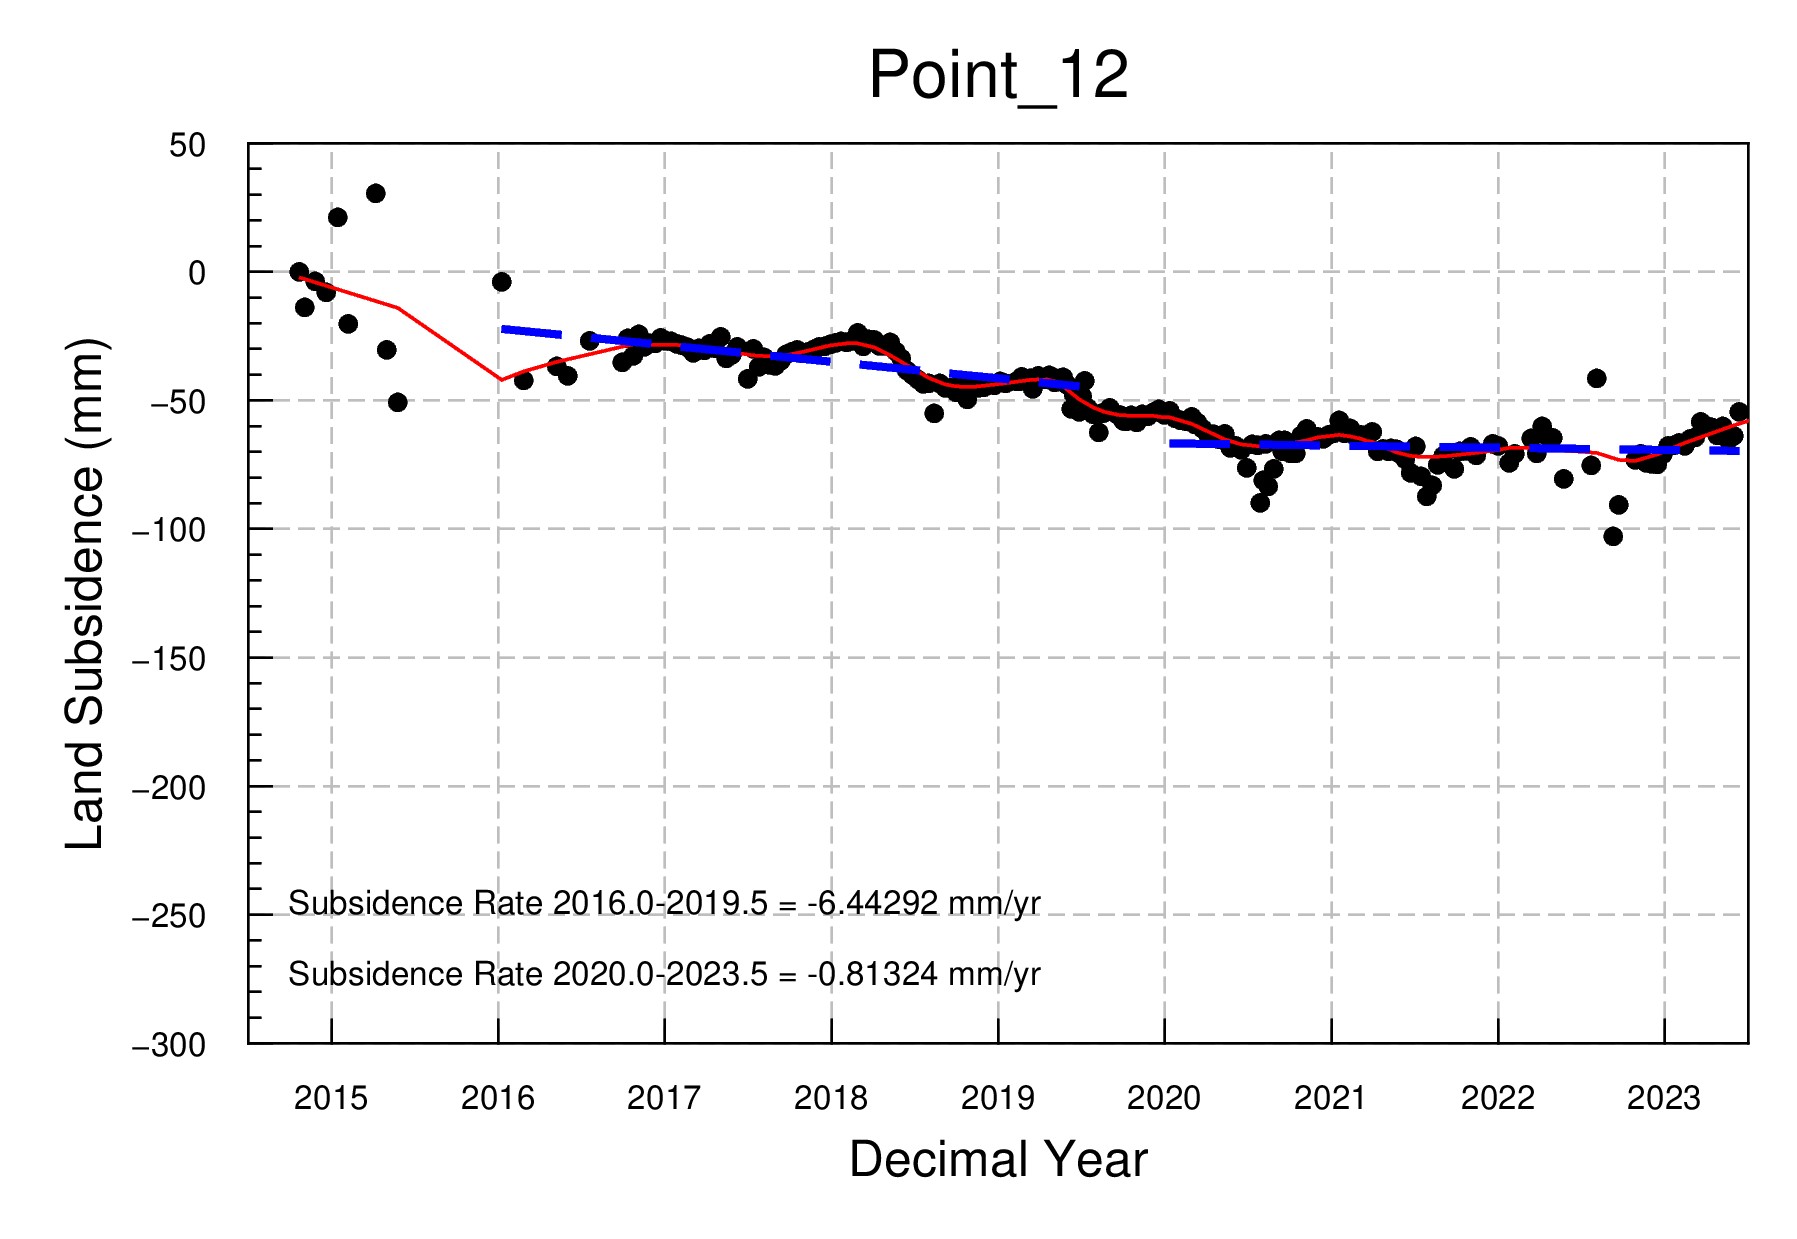 Point_12
50
0
−50
−100
−150
−200
−250
−300
Land Subsidence (mm)
Subsidence Rate 2016.0-2019.5 = -6.44292 mm/yr
Subsidence Rate 2020.0-2023.5 = -0.81324 mm/yr
2015 2016 2017 2018 2019 2020 2021 2022 2023
Decimal Year